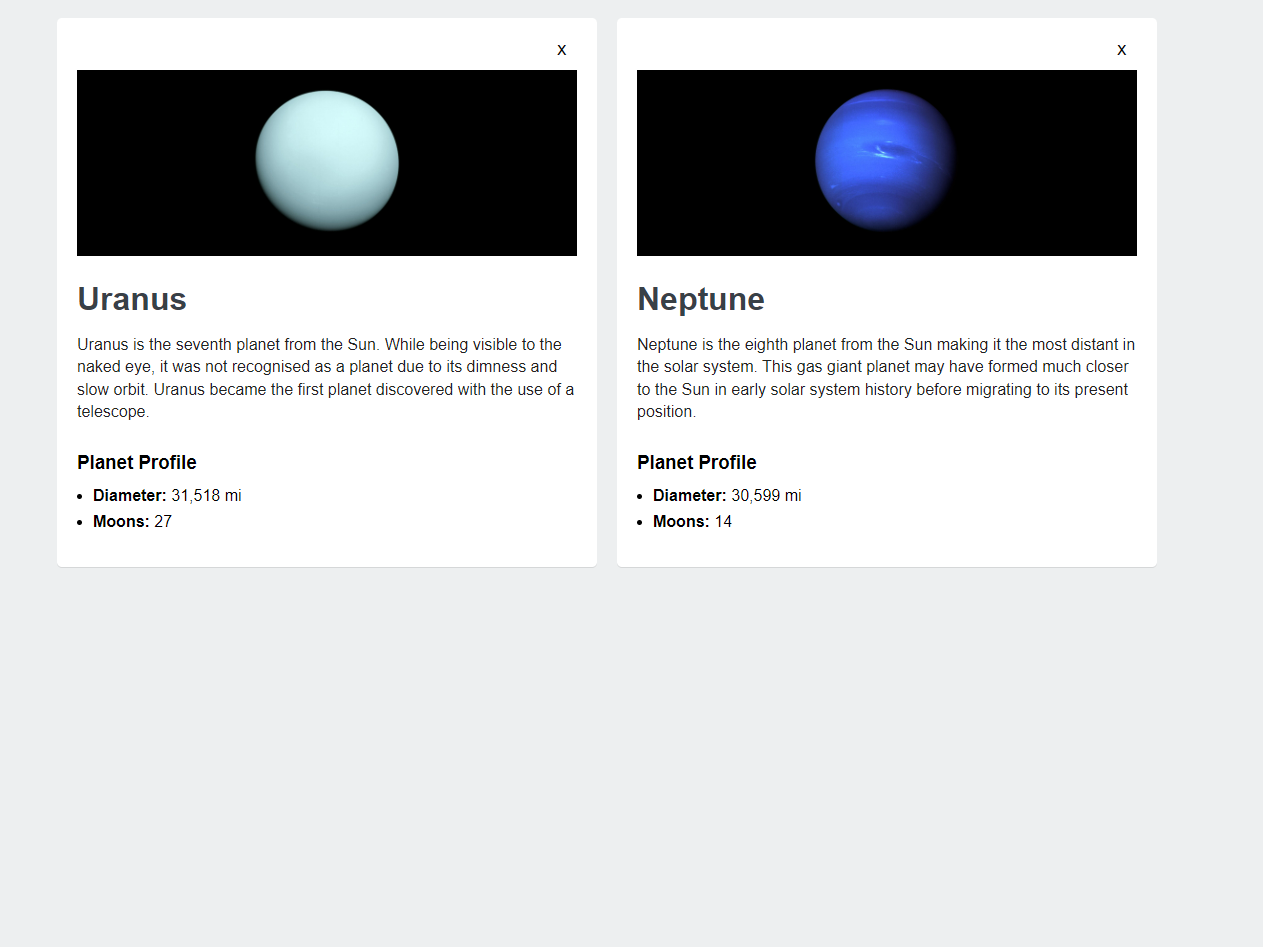 x
Uranus
Uranus is the seventh planet from the Sun. While being visible to the
naked eye, it was not recognised as a planet due to its dimness and
slow orbit. Uranus became the first planet discovered with the use of a
telescope.
Planet Profile
Diameter: 31,518 mi
Moons: 27
x
Neptune
Neptune is the eighth planet from the Sun making it the most distant in
the solar system. This gas giant planet may have formed much closer
to the Sun in early solar system history before migrating to its present
position.
Planet Profile
Diameter: 30,599 mi
Moons: 14